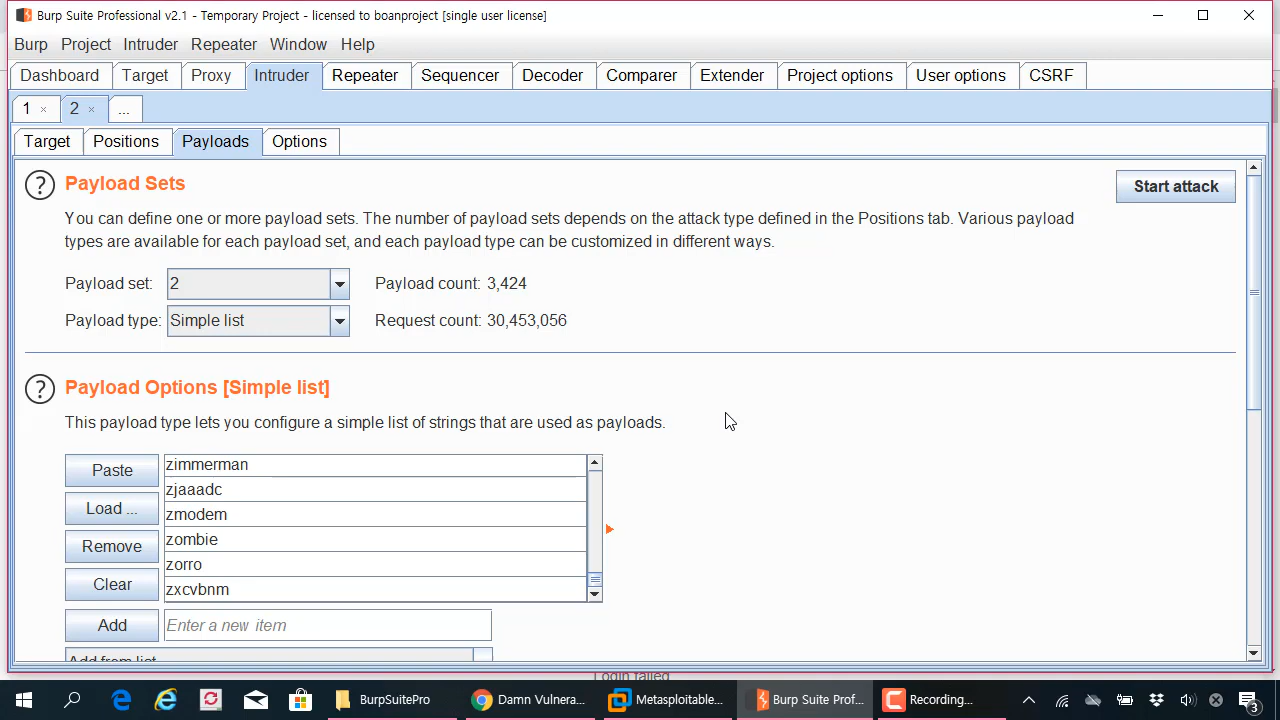 Burp Suite Professional v2.1 - Temporary Project - licensed to boanproject [single user license]
Burp Project Intruder Repeater Window Help
Dashboard Target Proxy Intruder Repeater Sequencer Decoder Comparer Extender Project options User options CSRF
1 × 2 × ...
Target Positions Payloads Options
? Payload Sets
Start attack
You can define one or more payload sets. The number of payload sets depends on the attack type defined in the Positions tab. Various payload
types are available for each payload set, and each payload type can be customized in different ways.
Payload set: 2 Payload count: 3,424
Payload type: Simple list Request count: 30,453,056
? Payload Options [Simple list]
This payload type lets you configure a simple list of strings that are used as payloads.
Paste
Load ...
Remove
Clear
zimmerman
zjaaadc
zmodem
zombie
zorro
zxcvbnm
Add Enter a new item
Add from list
Login failed
BurpSuitePro Damn Vulnera... Metasploitable... Burp Suite Prof... Recording... 3